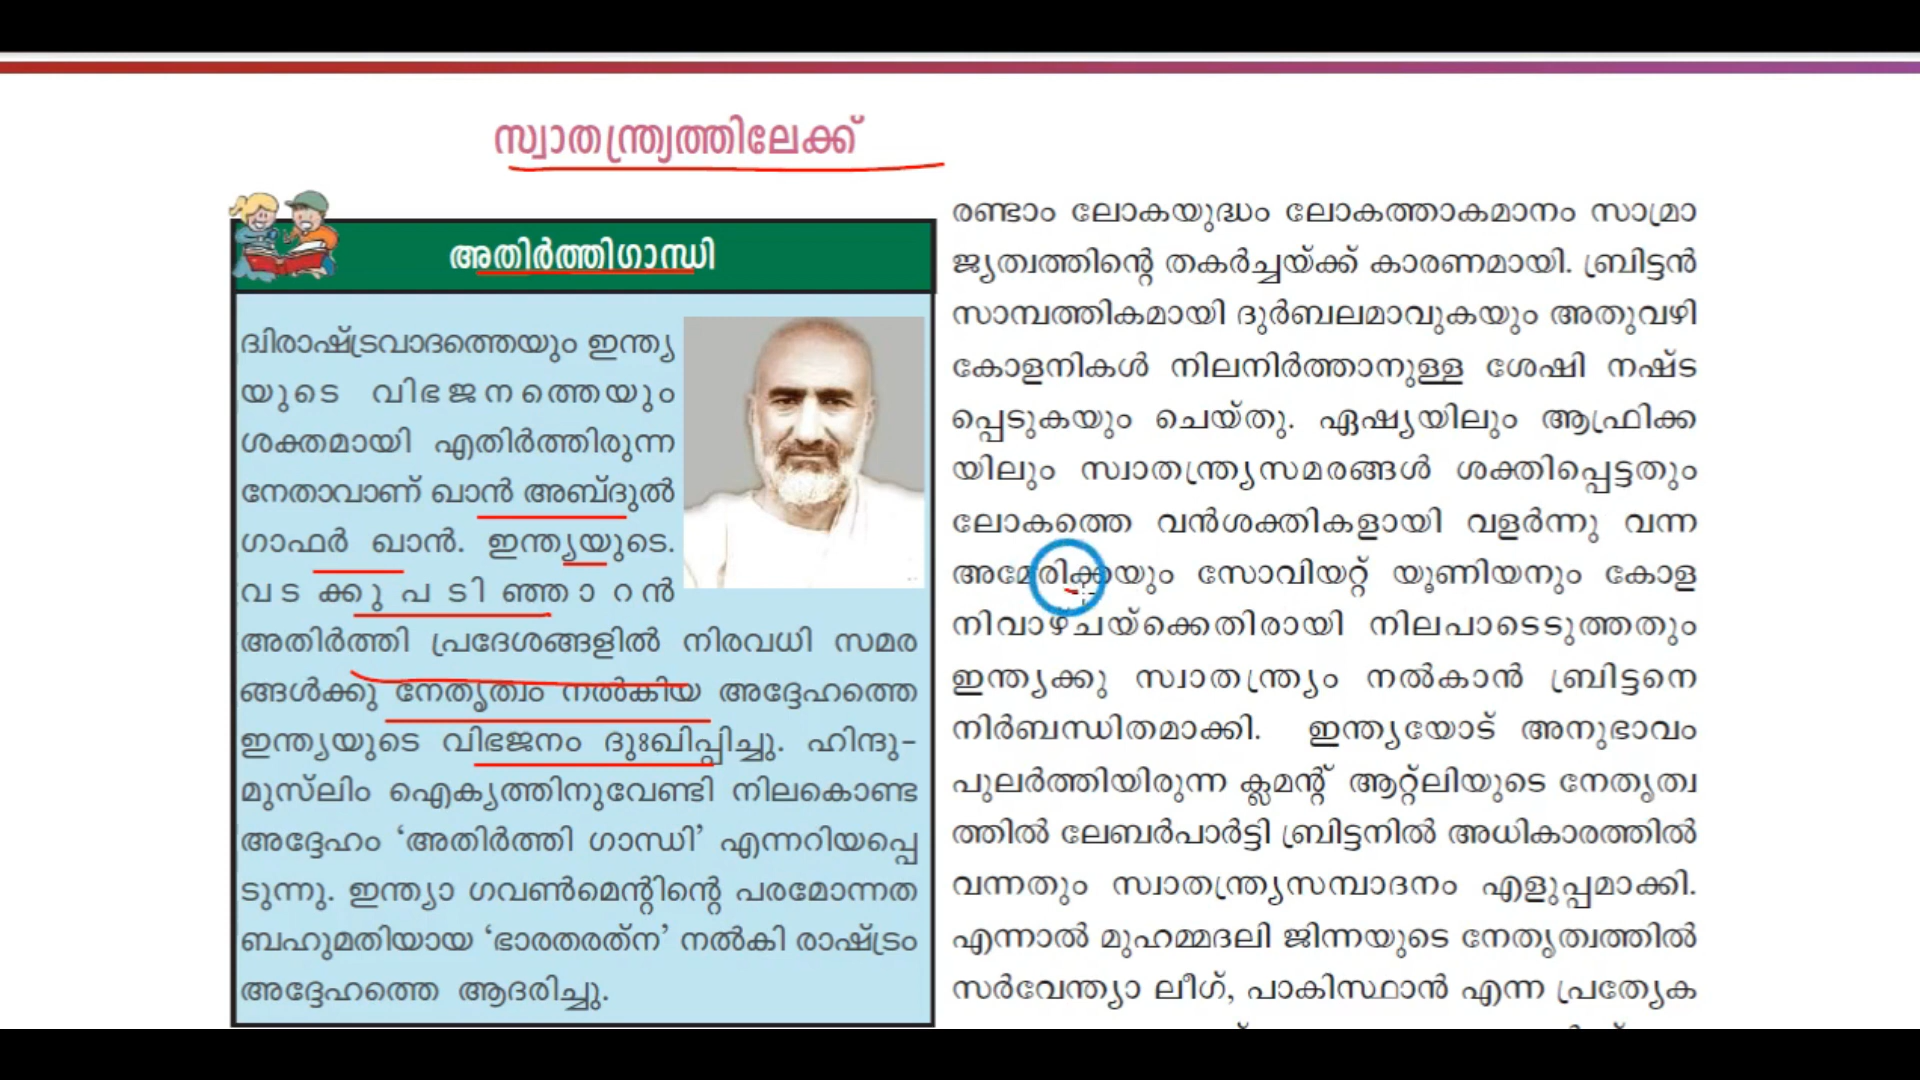 സ്വാതന്ത്ര്യത്തിലേക്ക്
അതിർത്തിഗാന്ധി
ദ്വിരാഷ്ട്രവാദത്തെയും ഇന്ത്യ
യുടെ വിഭജനത്തെയും
ശക്തമായി എതിർത്തിരുന്ന
നേതാവാണ് ഖാൻ അബ്ദുൽ
ഗാഫർ ഖാൻ. ഇന്ത്യയുടെ.
വടക്കുപടിഞ്ഞാറൻ
അതിർത്തി പ്രദേശങ്ങളിൽ നിരവധി സമര
ങ്ങൾക്കു നേതൃത്വം നൽകിയ അദ്ദേഹത്തെ
ഇന്ത്യയുടെ വിഭജനം ദുഃഖിപ്പിച്ചു. ഹിന്ദു-
മുസ്‌ലിം ഐക്യത്തിനുവേണ്ടി നിലകൊണ്ട
അദ്ദേഹം ‘അതിർത്തി ഗാന്ധി’ എന്നറിയപ്പെ
ടുന്നു. ഇന്ത്യാ ഗവൺമെന്റിന്റെ പരമോന്നത
ബഹുമതിയായ ‘ഭാരതരത്ന’ നൽകി രാഷ്ട്രം
അദ്ദേഹത്തെ ആദരിച്ചു.
രണ്ടാം ലോകയുദ്ധം ലോകത്താകമാനം സാമ്രാ
ജ്യത്വത്തിന്റെ തകർച്ചയ്ക്ക് കാരണമായി. ബ്രിട്ടൻ
സാമ്പത്തികമായി ദുർബലമാവുകയും അതുവഴി
കോളനികൾ നിലനിർത്താനുള്ള ശേഷി നഷ്ട
പ്പെടുകയും ചെയ്തു. ഏഷ്യയിലും ആഫ്രിക്ക
യിലും സ്വാതന്ത്ര്യസമരങ്ങൾ ശക്തിപ്പെട്ടതും
ലോകത്തെ വൻശക്തികളായി വളർന്നു വന്ന
അമേരിക്കയും സോവിയറ്റ് യൂണിയനും കോള
നിവാഴ്ചയ്ക്കെതിരായി നിലപാടെടുത്തതും
ഇന്ത്യക്കു സ്വാതന്ത്ര്യം നൽകാൻ ബ്രിട്ടനെ
നിർബന്ധിതമാക്കി. ഇന്ത്യയോട് അനുഭാവം
പുലർത്തിയിരുന്ന ക്ലമന്റ് ആറ്റ്ലിയുടെ നേതൃത്വ
ത്തിൽ ലേബർപാർട്ടി ബ്രിട്ടനിൽ അധികാരത്തിൽ
വന്നതും സ്വാതന്ത്ര്യസമ്പാദനം എളുപ്പമാക്കി.
എന്നാൽ മുഹമ്മദലി ജിന്നയുടെ നേതൃത്വത്തിൽ
സർവേന്ത്യാ ലീഗ്, പാകിസ്ഥാൻ എന്ന പ്രത്യേക